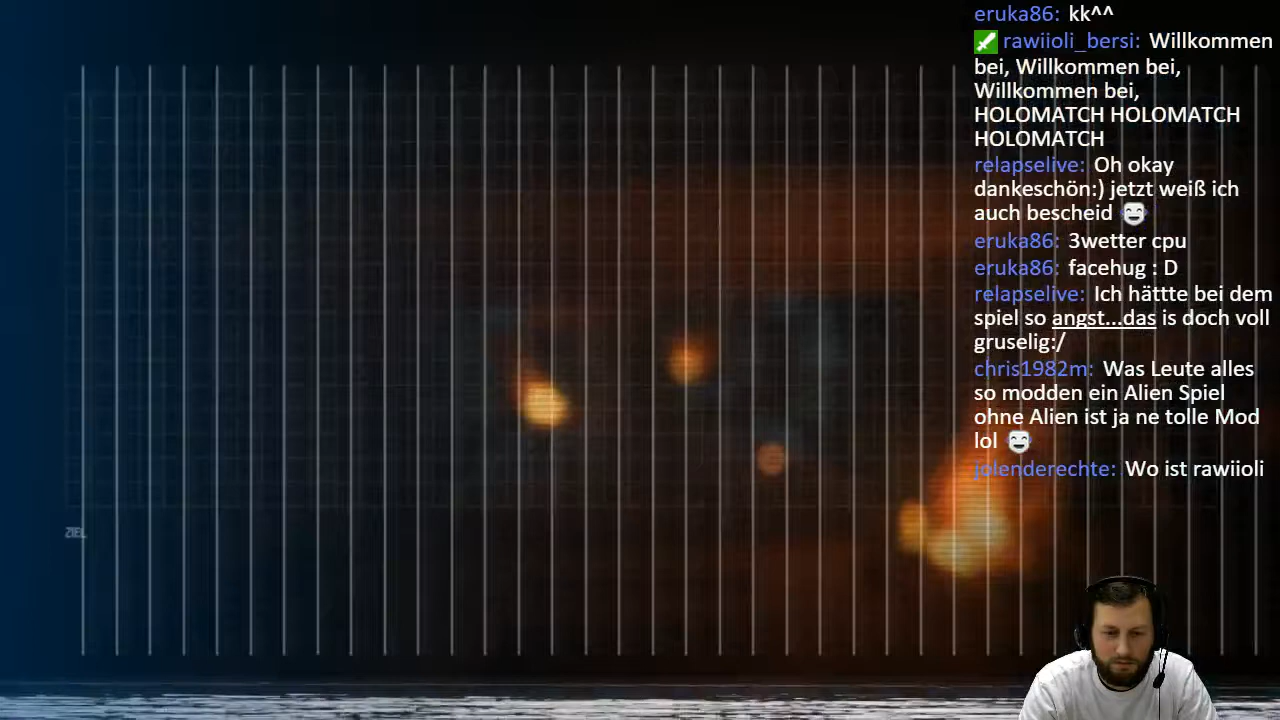 eruka86: kk^^
rawiioli_bersi: Willkommen
bei, Willkommen bei,
Willkommen bei,
HOLOMATCH HOLOMATCH
HOLOMATCH
relapselive: Oh okay
dankeschön:) jetzt weiß ich
auch bescheid
eruka86: 3wetter cpu
eruka86: facehug : D
relapselive: Ich hättte bei dem
spiel so angst...das is doch voll
gruselig:/
chris1982m: Was Leute alles
so modden ein Alien Spiel
ohne Alien ist ja ne tolle Mod
lol
jolenderechte: Wo ist rawiioli
ZIEL